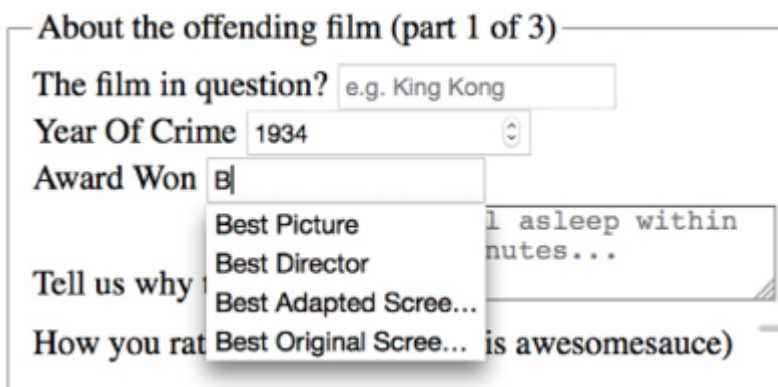 About the offending film (part 1 of 3)
The film in question? e.g. King Kong
Year Of Crime 1934
Award Won B
Best Picture
l asleep within
Best Director
nutes...
Tell us why
Best Adapted Scree...
Best Original Scree...
How you rat is awesomesauce)